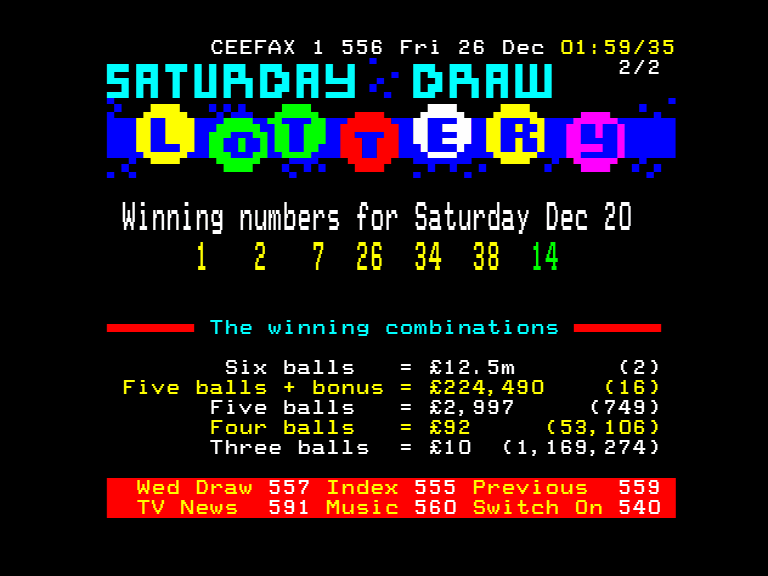 CEEFAX 1 556 Fri 26 Dec 01:59/35
2/2
SATURDAY DRAW
LOTTERY
Winning numbers for Saturday Dec 20
1 2 7 26 34 38 14
The winning combinations
Six balls = £12.5m (2)
Five balls + bonus = £224,490 (16)
Five balls = £2,997 (749)
Four balls = £92 (53,106)
Three balls = £10 (1,169,274)
Wed Draw 557 Index 555 Previous 559
TV News 591 Music 560 Switch On 540